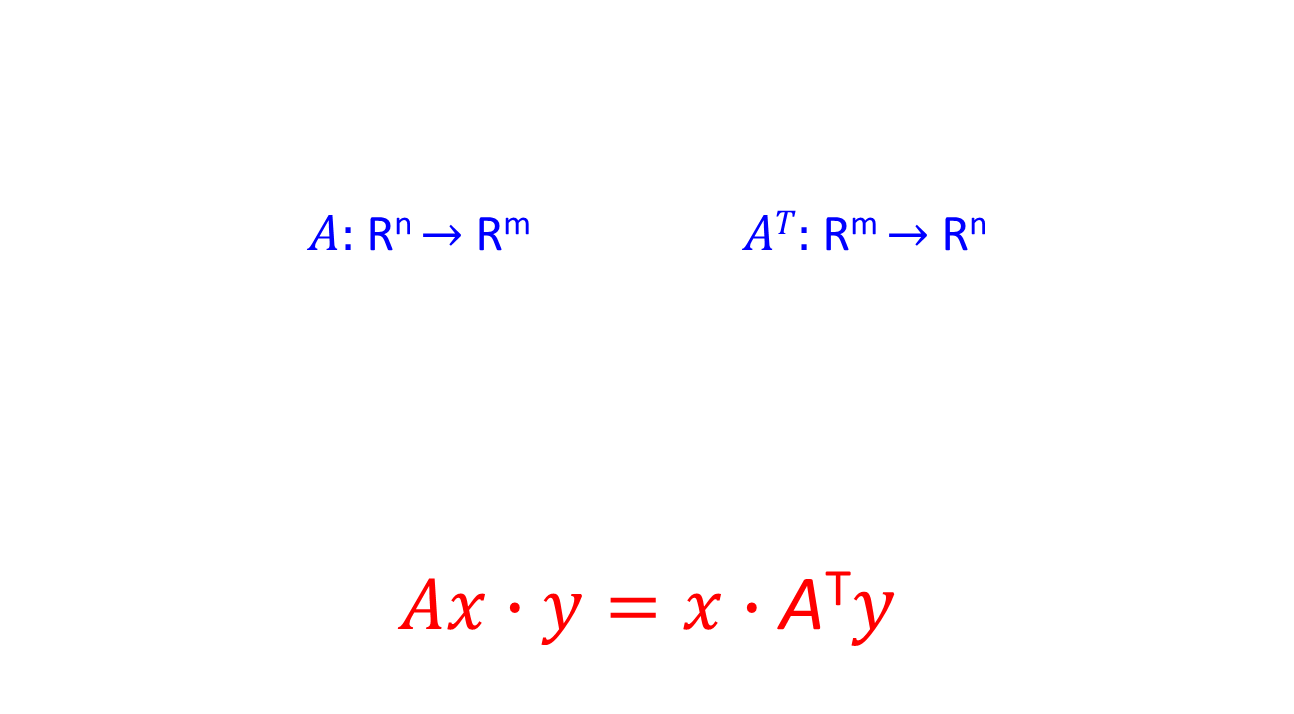 A: Rⁿ → Rᵐ Aᵀ: Rᵐ → Rⁿ
Ax · y = x · Aᵀy